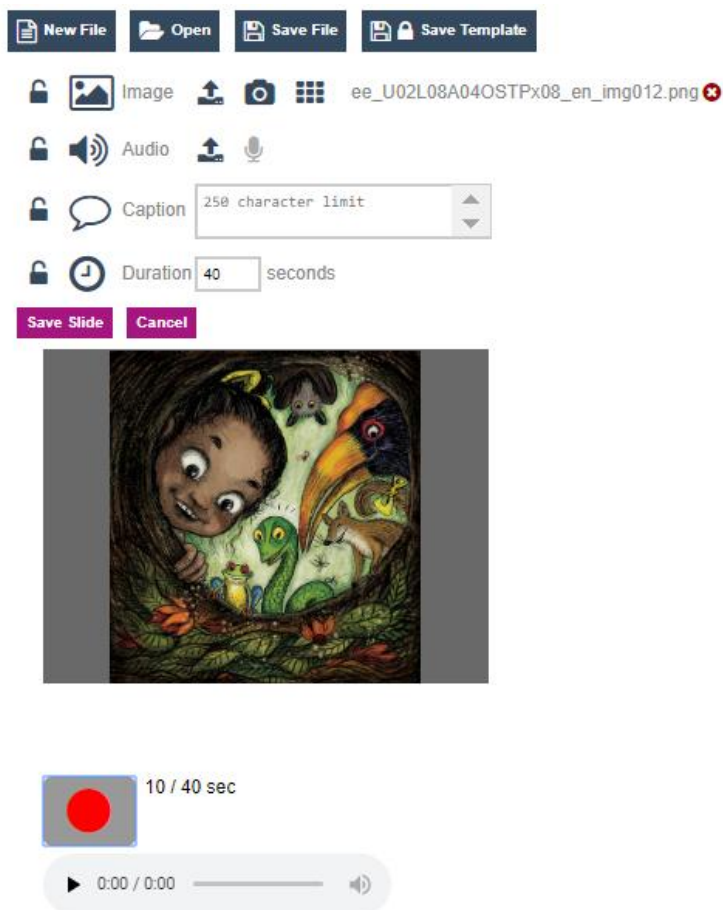 New File Open Save File Save Template
Image ee_U02L08A04OSTPx08_en_img012.png
Audio
Caption 250 character limit
Duration 40 seconds
Save Slide Cancel
10 / 40 sec
0:00 / 0:00